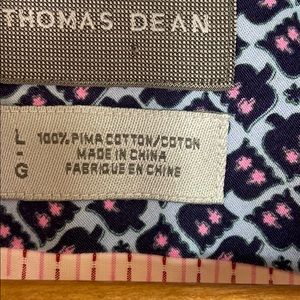 THOMAS DEAN
L
-
G
100% PIMA COTTON/COTON
MADE IN CHINA
FABRIQUE EN CHINE